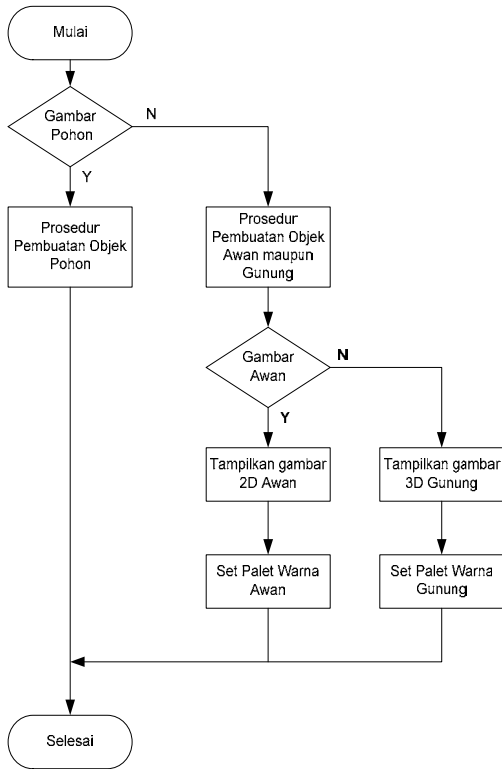 Mulai
Gambar
Pohon
N
Y
Prosedur
Pembuatan Objek
Pohon
Prosedur
Pembuatan Objek
Awan maupun
Gunung
Gambar
Awan
N
Y
Tampilkan gambar
2D Awan
Tampilkan gambar
3D Gunung
Set Palet Warna
Awan
Set Palet Warna
Gunung
Selesai